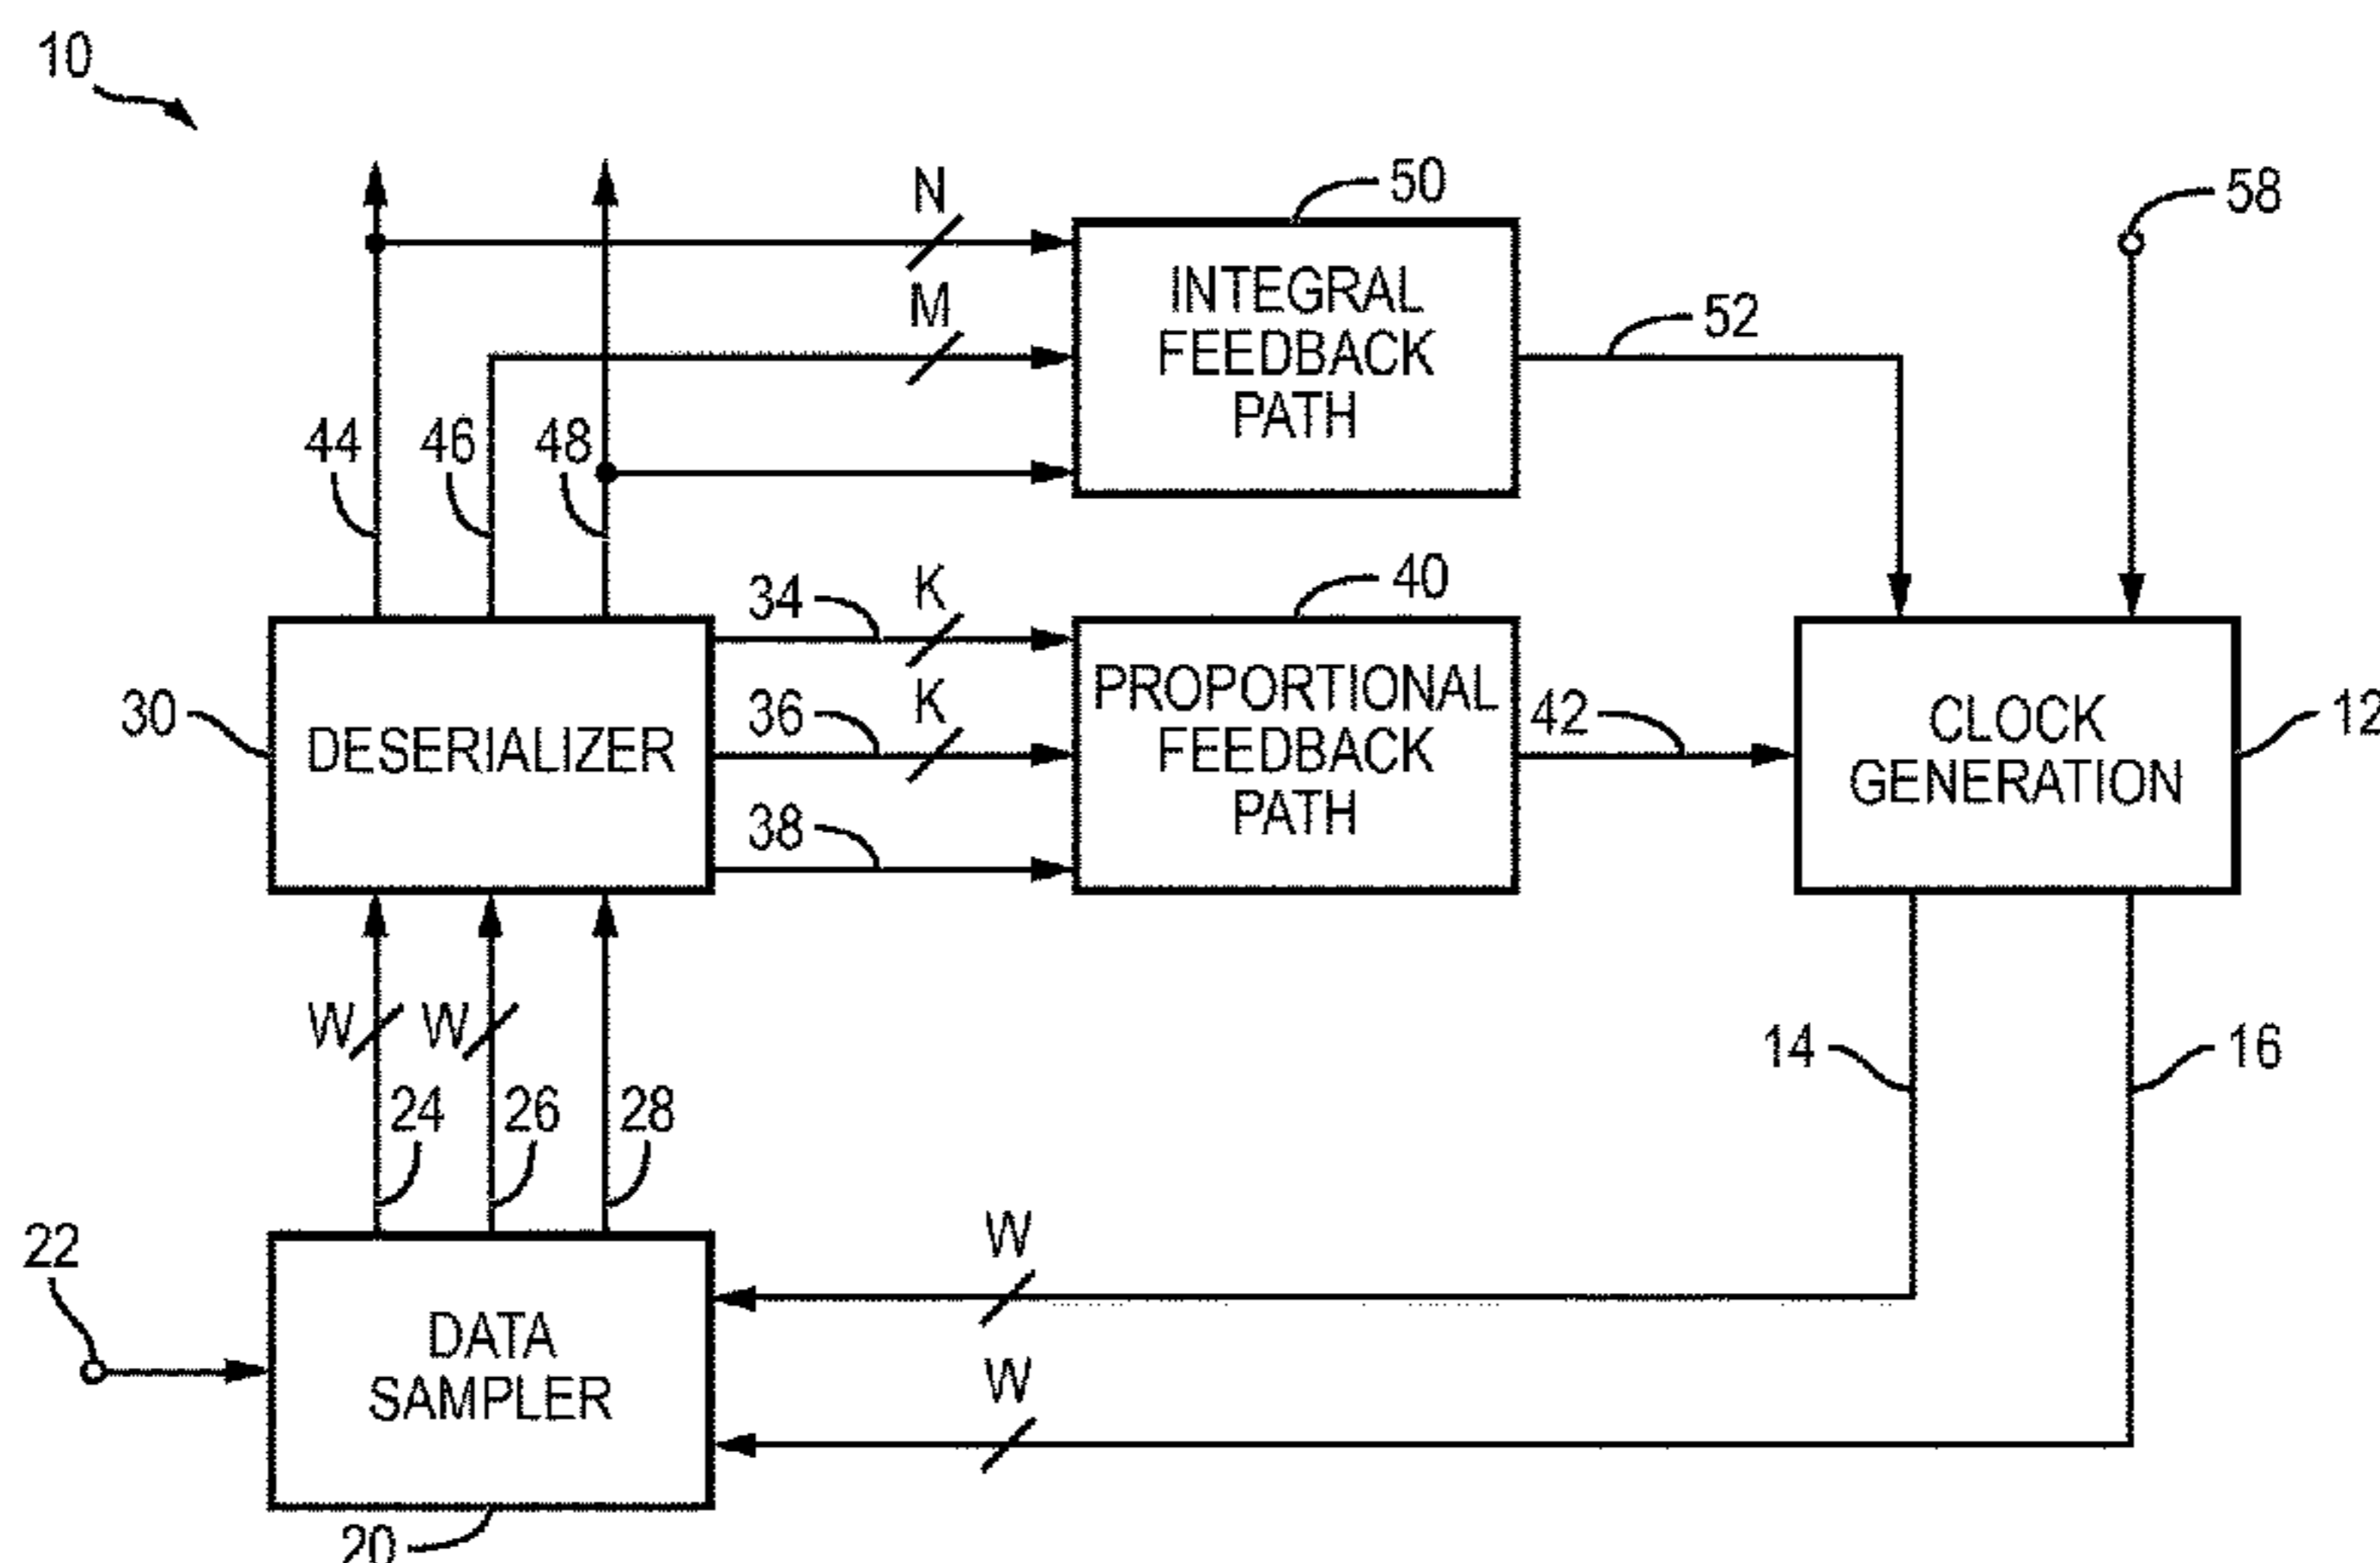 10
N
50
58
M
INTEGRAL
FEEDBACK
PATH
52
44
46
48
34
K
40
30
DESERIALIZER
36
K
PROPORTIONAL
FEEDBACK
PATH
42
CLOCK
GENERATION
12
38
W
W
14
16
24
26
28
22
W
DATA
SAMPLER
W
20